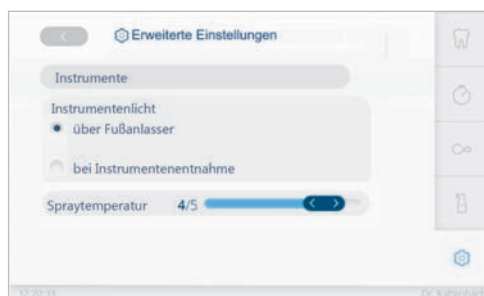 Erweiterte Einstellungen
Instrumente
Instrumentenlicht
über Fußanlasser
bei Instrumentenentnahme
Spraytemperatur 4/5